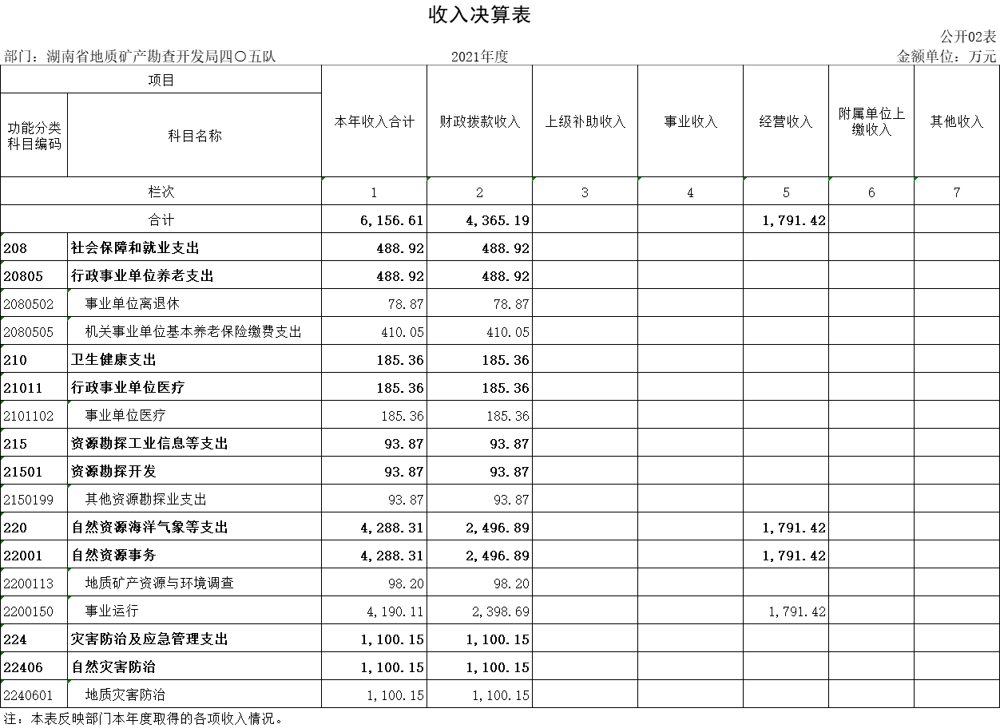 收入决算表
公开02表
部门：湖南省地质矿产勘查开发局四〇五队 2021年度 金额单位：万元
项目
功能分类科目编码 科目名称 本年收入合计 财政拨款收入 上级补助收入 事业收入 经营收入 附属单位上缴收入 其他收入
栏次 1 2 3 4 5 6 7
合计 6,156.61 4,365.19 1,791.42
208 社会保障和就业支出 488.92 488.92
20805 行政事业单位养老支出 488.92 488.92
2080502 事业单位离退休 78.87 78.87
2080505 机关事业单位基本养老保险缴费支出 410.05 410.05
210 卫生健康支出 185.36 185.36
21011 行政事业单位医疗 185.36 185.36
2101102 事业单位医疗 185.36 185.36
215 资源勘探工业信息等支出 93.87 93.87
21501 资源勘探开发 93.87 93.87
2150199 其他资源勘探业支出 93.87 93.87
220 自然资源海洋气象等支出 4,288.31 2,496.89 1,791.42
22001 自然资源事务 4,288.31 2,496.89 1,791.42
2200113 地质矿产资源与环境调查 98.20 98.20
2200150 事业运行 4,190.11 2,398.69 1,791.42
224 灾害防治及应急管理支出 1,100.15 1,100.15
22406 自然灾害防治 1,100.15 1,100.15
2240601 地质灾害防治 1,100.15 1,100.15
注：本表反映部门本年度取得的各项收入情况。